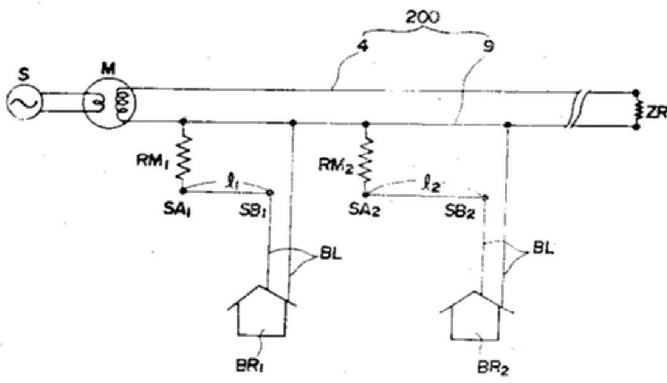 200
4 9
S M
ZR
RM₁ ℓ₁ RM₂ ℓ₂
SA₁ SB₁ SA₂ SB₂
BL BL
BR₁ BR₂